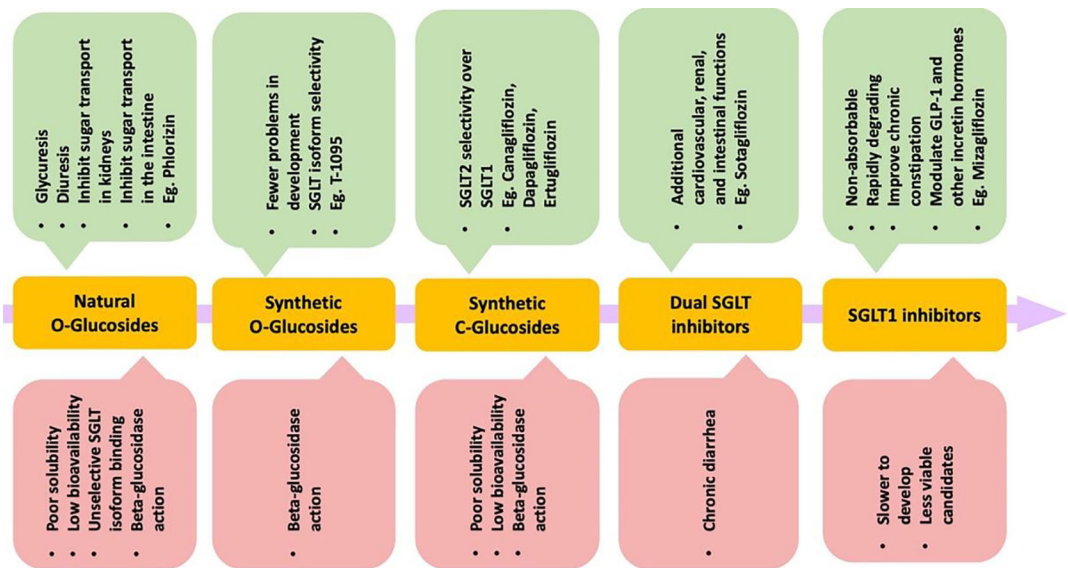 Glycuresis
Diuresis
Inhibit sugar transport
in kidneys
Inhibit sugar transport
in the intestine
Eg. Phlorizin
Fewer problems in
development
SGLT isoform selectivity
Eg. T-1095
SGLT2 selectivity over
SGLT1
Eg. Canagliflozin,
Dapagliflozin,
Ertugliflozin
Additional
cardiovascular, renal,
and intestinal functions
Eg. Sotagliflozin
Non-absorbable
Rapidly degrading
Improve chronic
constipation
Modulate GLP-1 and
other incretin hormones
Eg. Mizagliflozin
Natural
O-Glucosides
Synthetic
O-Glucosides
Synthetic
C-Glucosides
Dual SGLT
inhibitors
SGLT1 inhibitors
Poor solubility
Low bioavailability
Unselective SGLT
isoform binding
Beta-glucosidase
action
Beta-glucosidase
action
Poor solubility
Low bioavailability
Beta-glucosidase
action
Chronic diarrhea
Slower to
develop
Less viable
candidates